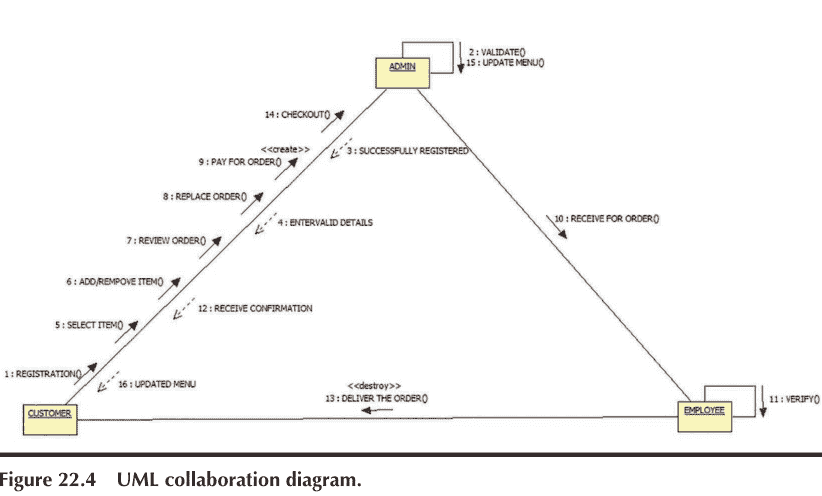 2 : VALIDATE()
15 : UPDATE MENU()
ADMIN
14 : CHECKOUT()
<<create>>
9 : PAY FOR ORDER()
3 : SUCCESSFULLY REGISTERED
8 : REPLACE ORDER()
10 : RECEIVE FOR ORDER()
4 : ENTERVALID DETAILS
7 : REVIEW ORDER()
6 : ADD/REMPOVE ITEM()
12 : RECEIVE CONFIRMATION
5 : SELECT ITEM()
1 : REGISTRATION()
16 : UPDATED MENU
<<destroy>>
13 : DELIVER THE ORDER()
11 : VERIFY()
CUSTOMER
EMPLOYEE
Figure 22.4 UML collaboration diagram.